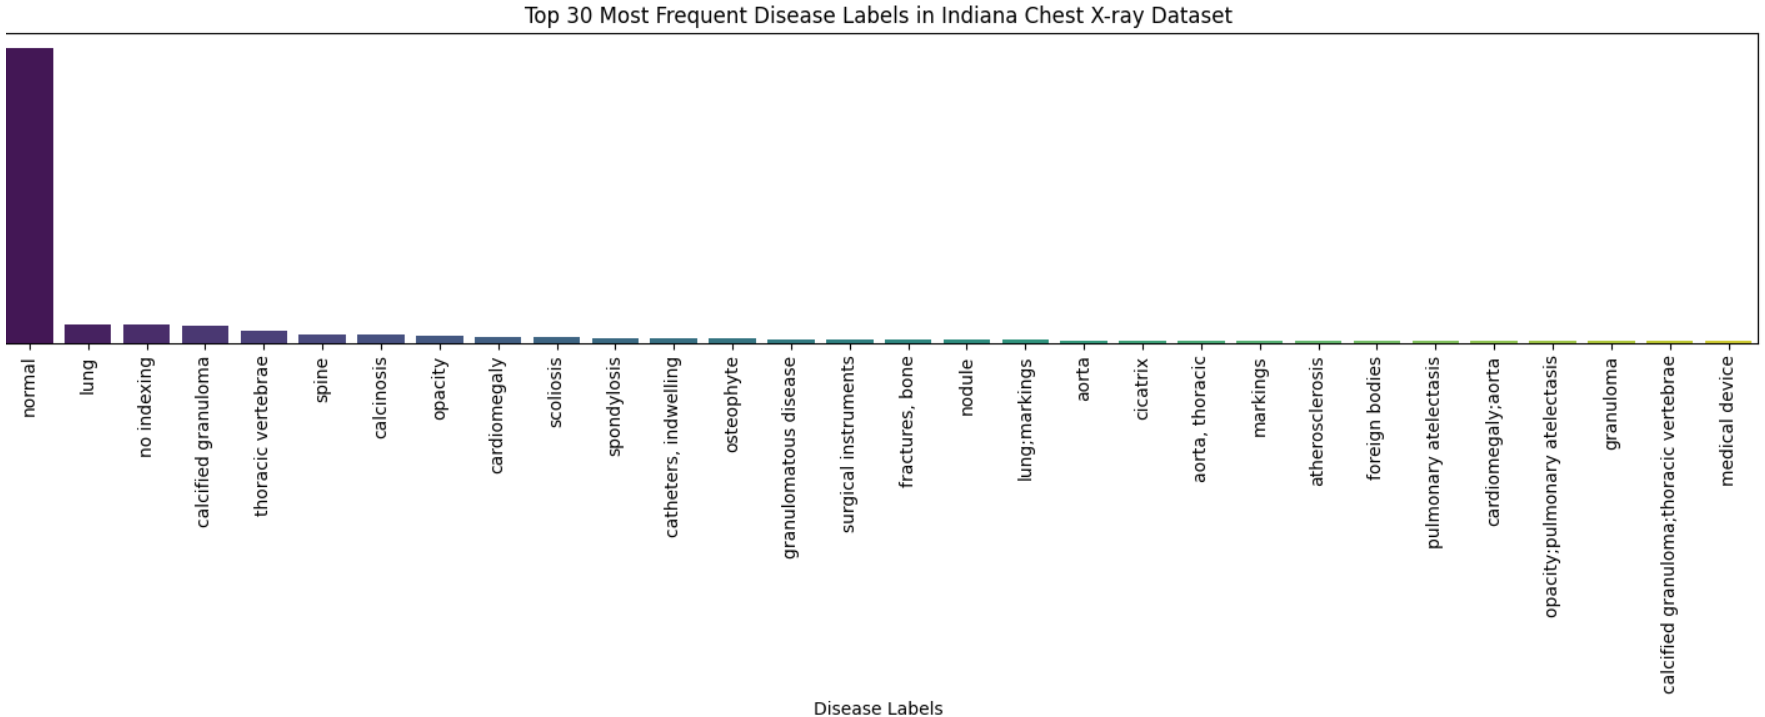 Top 30 Most Frequent Disease Labels in Indiana Chest X-ray Dataset
normal
lung
no indexing
calcified granuloma
thoracic vertebrae
spine
calcinosis
opacity
cardiomegaly
scoliosis
spondylosis
catheters, indwelling
osteophyte
granulomatous disease
surgical instruments
fractures, bone
nodule
lung;markings
aorta
cicatrix
aorta, thoracic
markings
atherosclerosis
foreign bodies
pulmonary atelectasis
cardiomegaly;aorta
opacity;pulmonary atelectasis
granuloma
calcified granuloma;thoracic vertebrae
medical device
Disease Labels